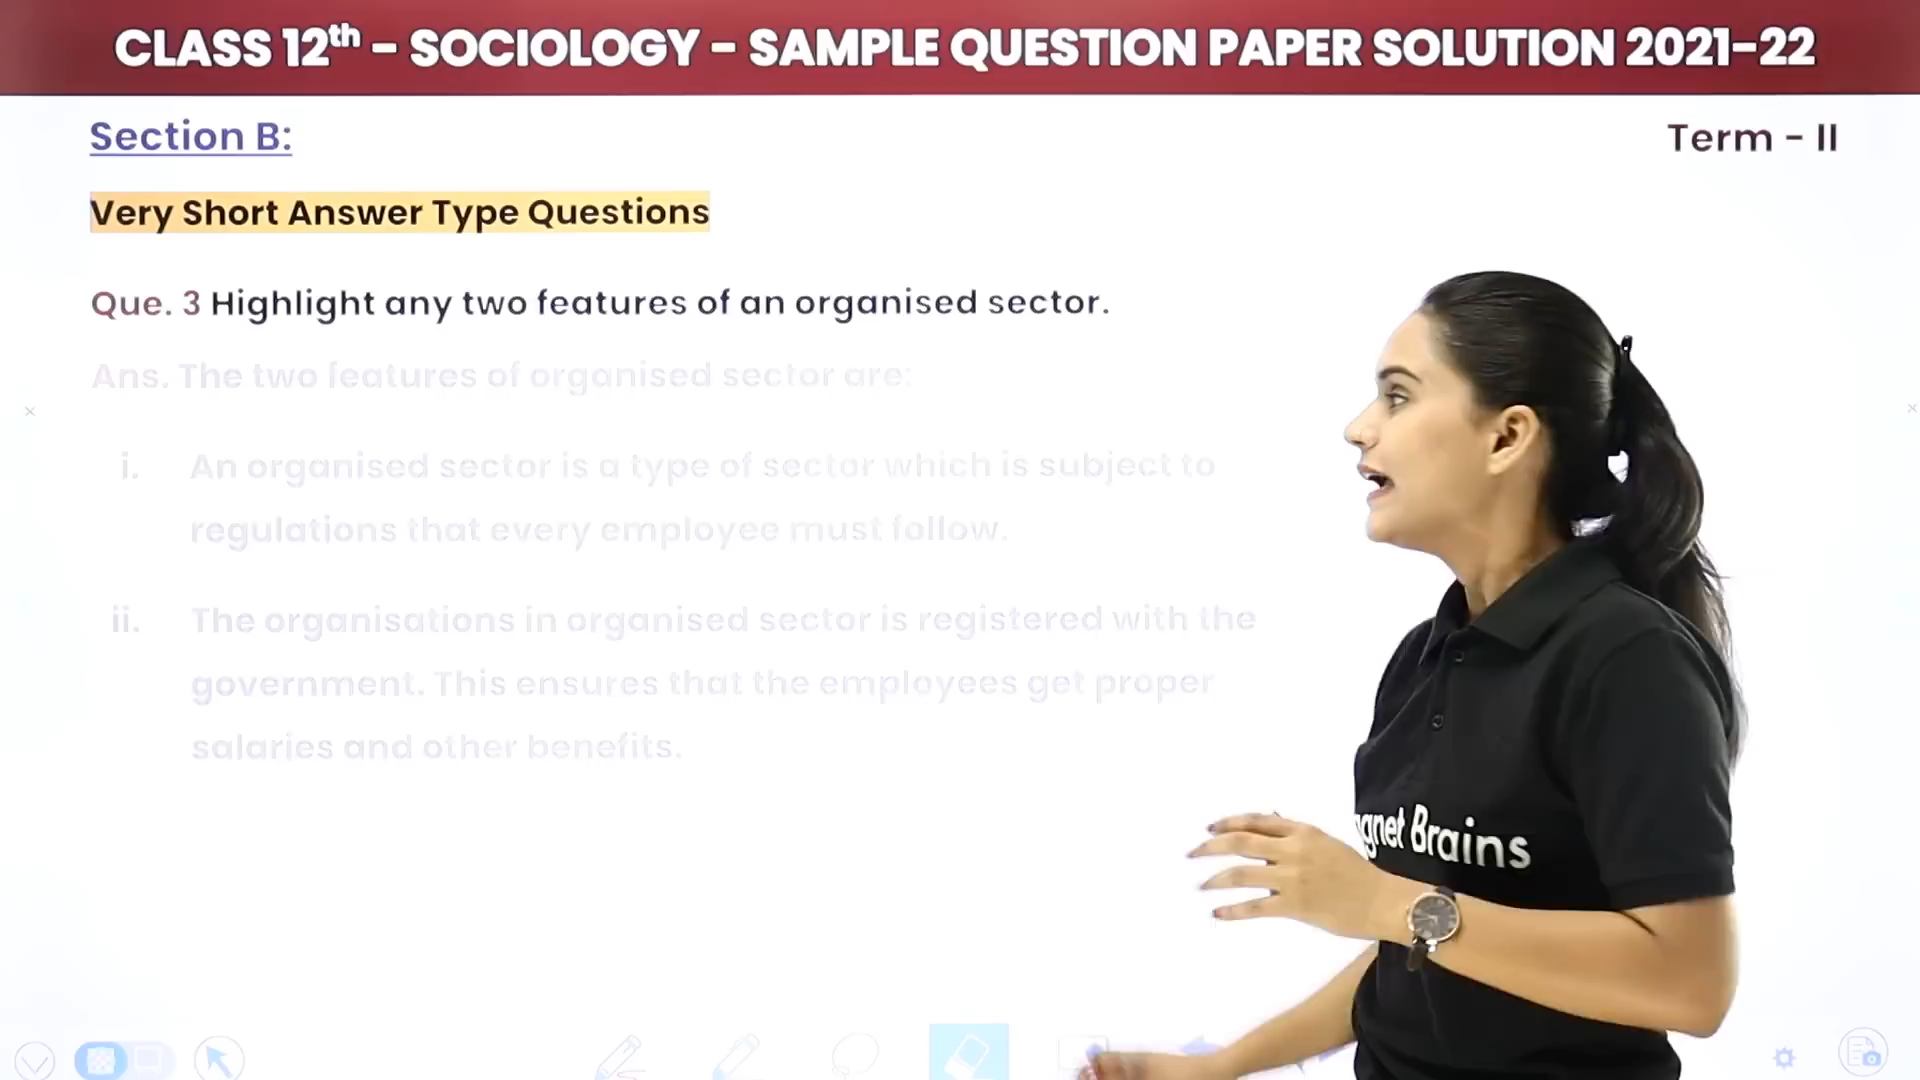 CLASS 12th - SOCIOLOGY - SAMPLE QUESTION PAPER SOLUTION 2021-22
Section B:
Term - II
Very Short Answer Type Questions
Que. 3 Highlight any two features of an organised sector.
Ans. The two features of organised sector are:
i. An organised sector is a type of sector which is subject to
regulations that every employee must follow.
ii. The organisations in organised sector is registered with the
government. This ensures that the employees get proper
salaries and other benefits.
gnet Brains